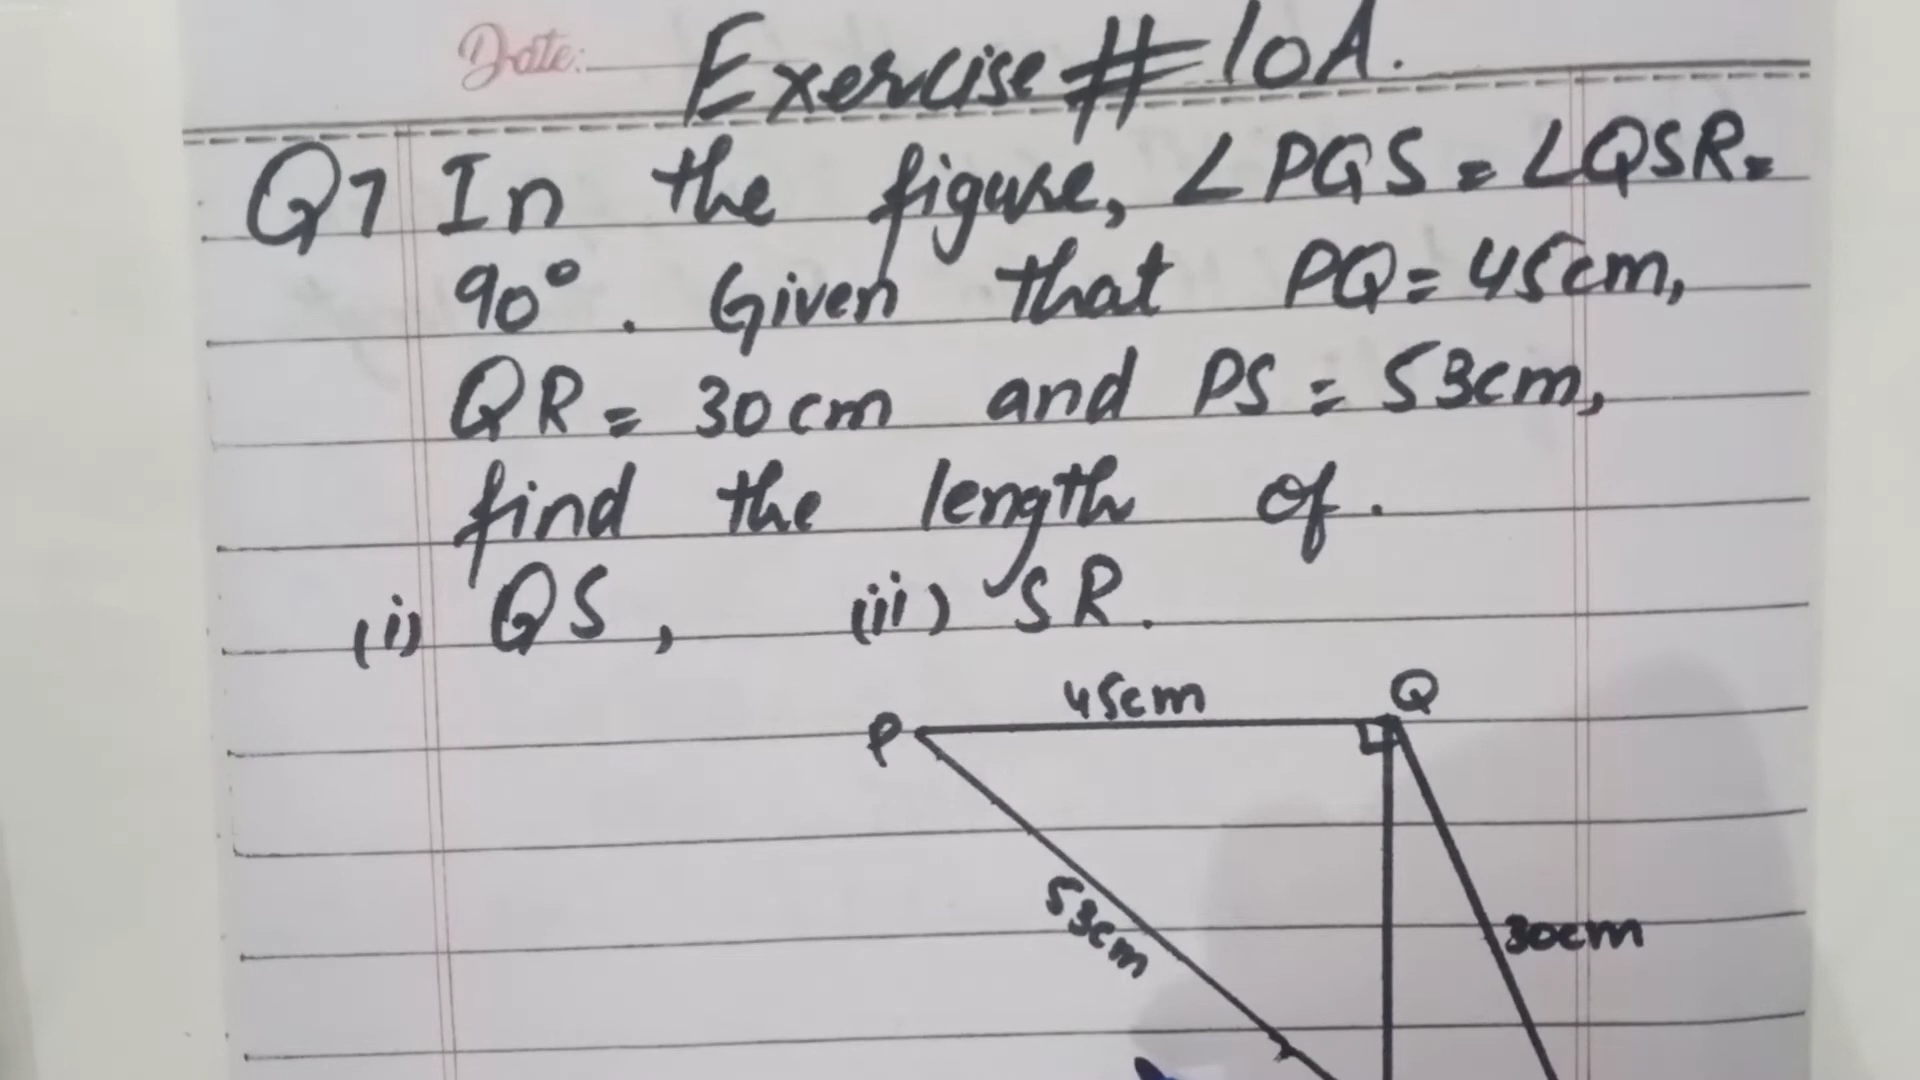 Date:
Exercise # 10A.
Q7 In the figure, ∠PQS = ∠QSR =
90°. Given that PQ = 45cm,
QR = 30cm and PS = 53cm,
find the length of.
(i) QS, (ii) SR.
45cm
Q
P
53cm
30cm